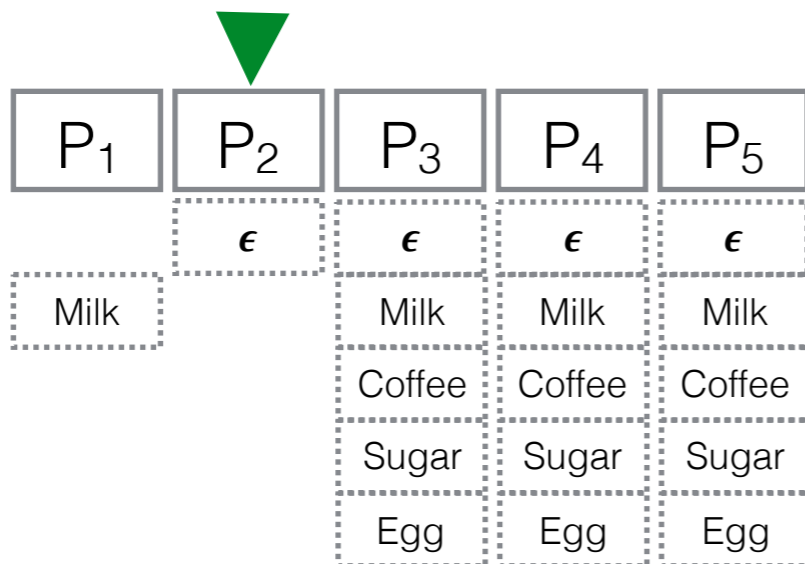 P₁ P₂ P₃ P₄ P₅
ϵ ϵ ϵ ϵ
Milk Milk Milk Milk
Coffee Coffee Coffee
Sugar Sugar Sugar
Egg Egg Egg